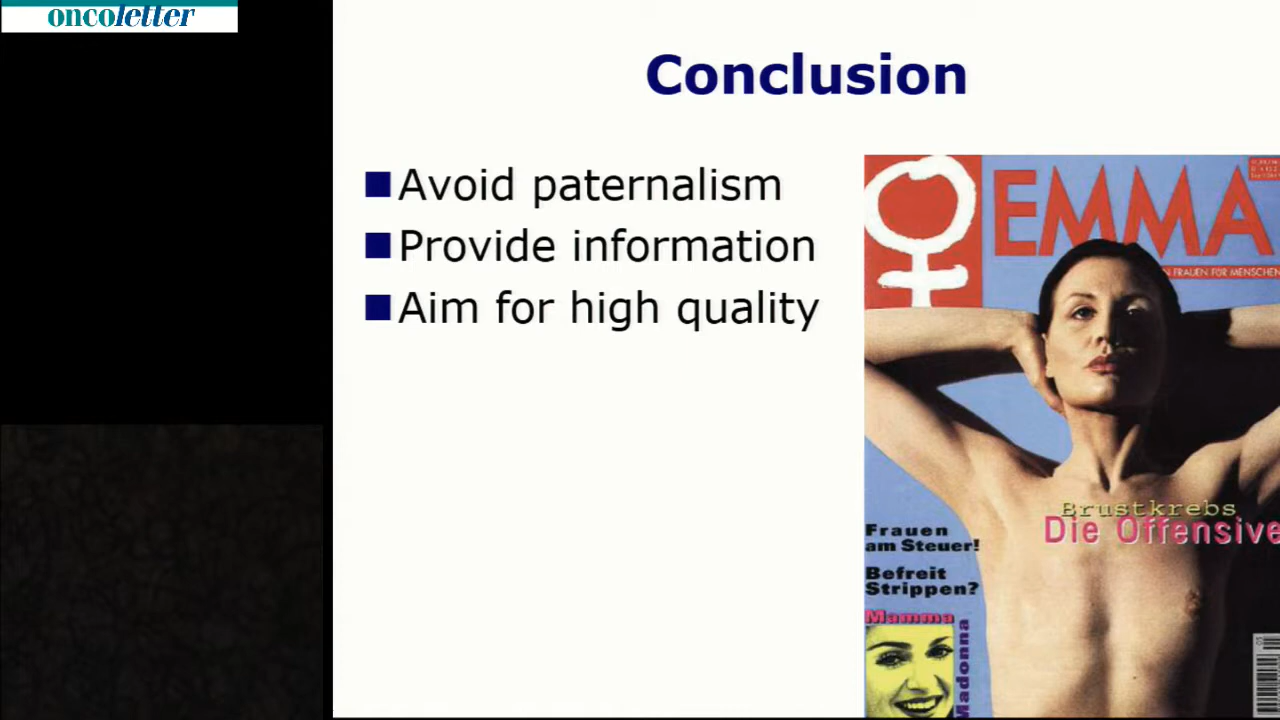 oncoletter
Conclusion
Avoid paternalism
Provide information
Aim for high quality
EMMA
N FRAUEN FÜR MENSCHEN
Brustkrebs
Die Offensive
Frauen
am Steuer!
Befreit
Strippen?
Mamma
Madonna